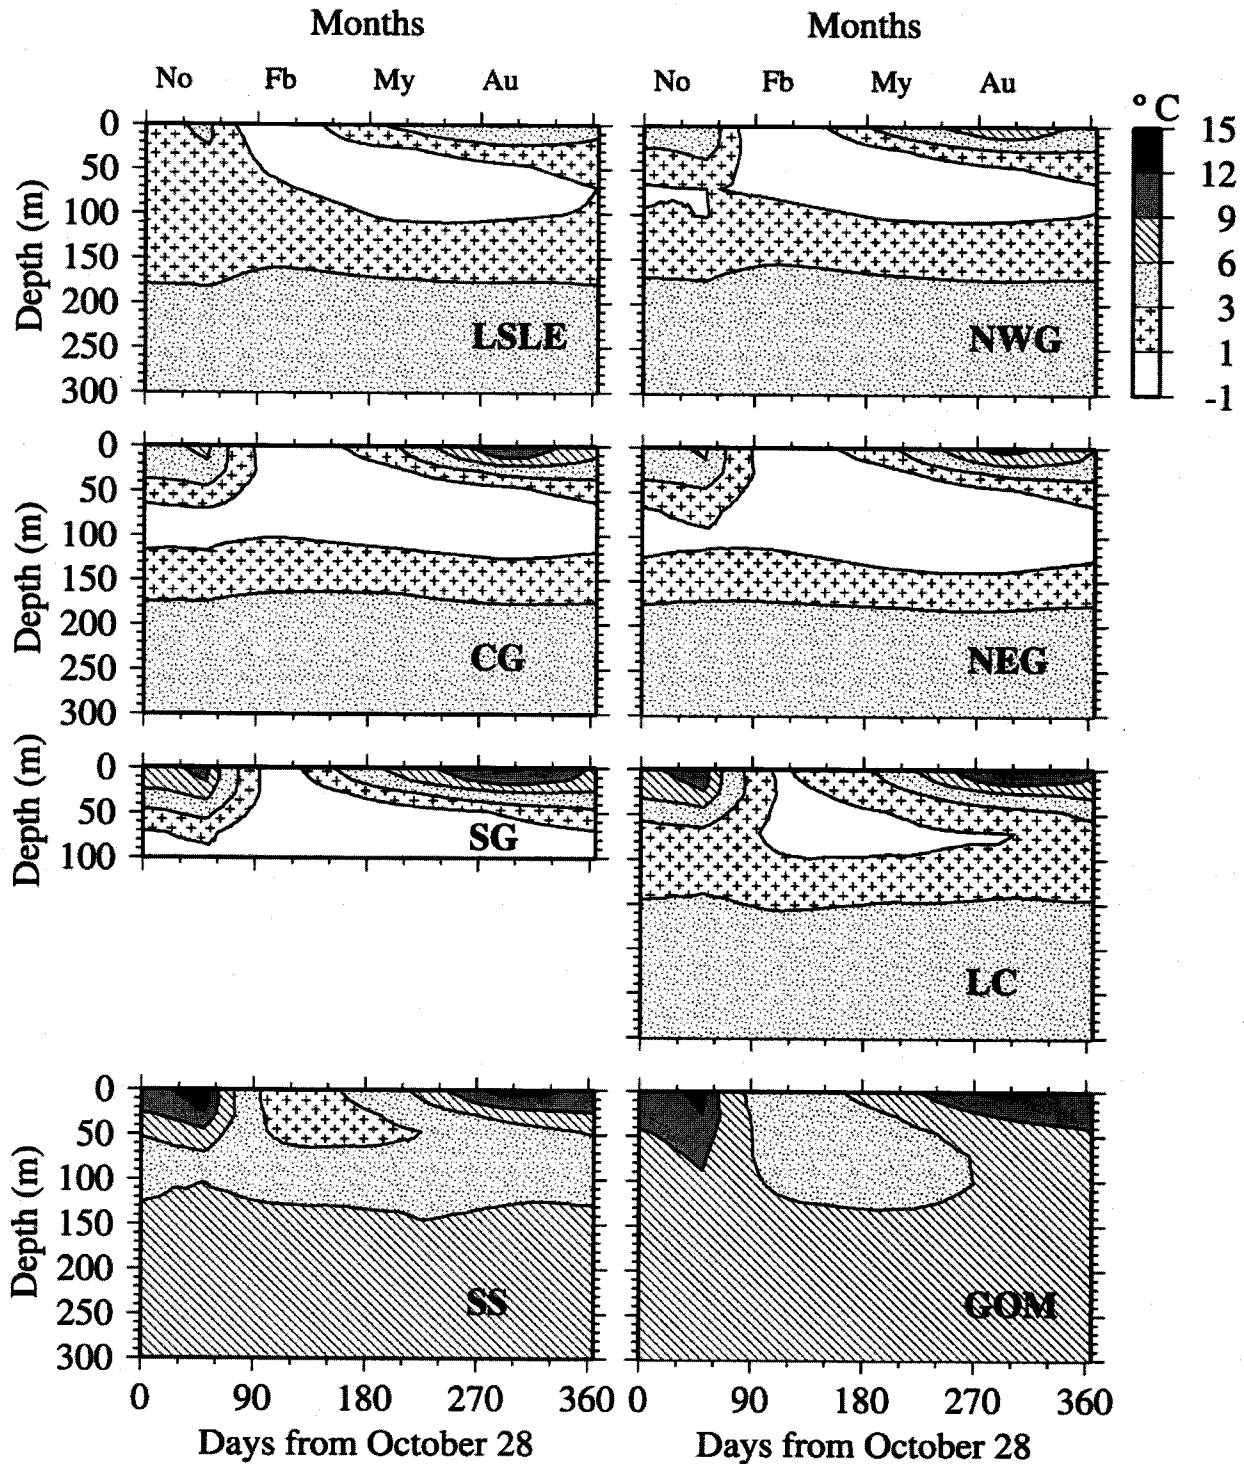 Months Months
No Fb My Au No Fb My Au
°C
15
12
9
6
3
1
-1
Depth (m)
0
50
100
150
200
250
300
LSLE
NWG
Depth (m)
0
50
100
150
200
250
300
CG
NEG
Depth (m)
0
50
100
SG
LC
Depth (m)
0
50
100
150
200
250
300
SS
GOM
0 90 180 270 360 0 90 180 270 360
Days from October 28 Days from October 28